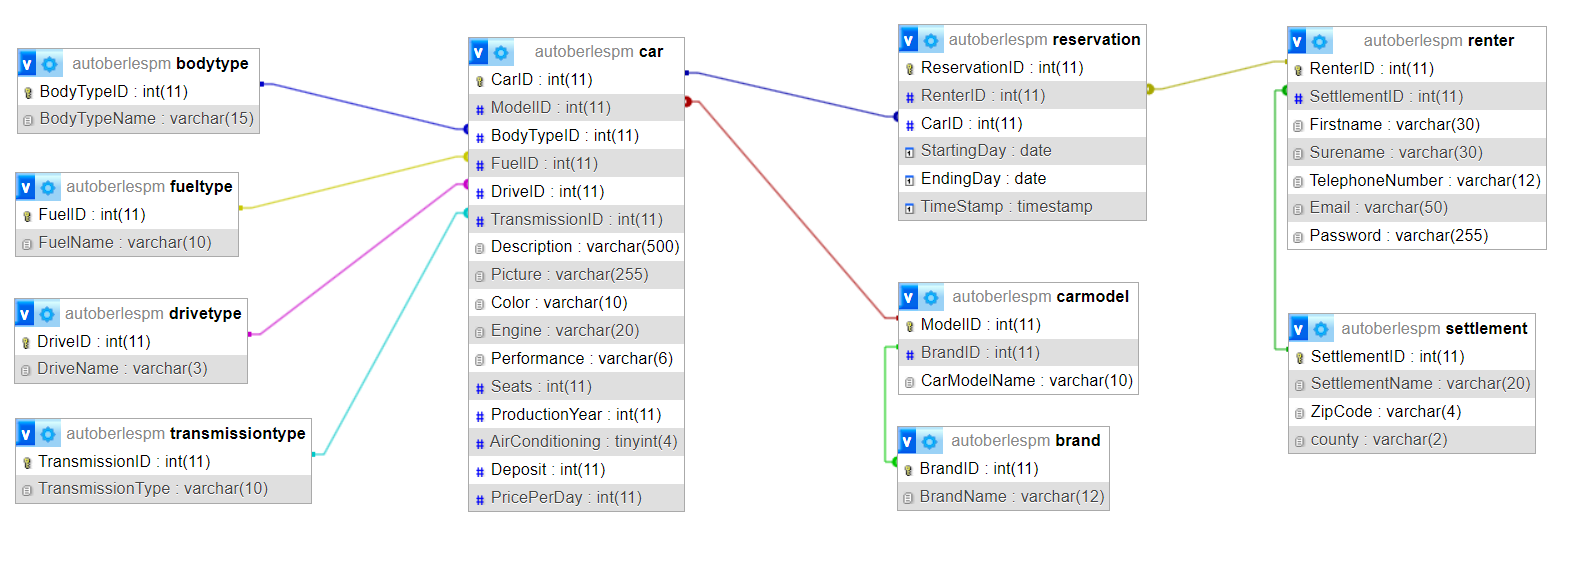 autoberlespm bodytype
BodyTypeID : int(11)
BodyTypeName : varchar(15)
autoberlespm fueltype
FuelID : int(11)
FuelName : varchar(10)
autoberlespm drivetype
DriveID : int(11)
DriveName : varchar(3)
autoberlespm transmissiontype
TransmissionID : int(11)
TransmissionType : varchar(10)
autoberlespm car
CarID : int(11)
ModelID : int(11)
BodyTypeID : int(11)
FuelID : int(11)
DriveID : int(11)
TransmissionID : int(11)
Description : varchar(500)
Picture : varchar(255)
Color : varchar(10)
Engine : varchar(20)
Performance : varchar(6)
Seats : int(11)
ProductionYear : int(11)
AirConditioning : tinyint(4)
Deposit : int(11)
PricePerDay : int(11)
autoberlespm reservation
ReservationID : int(11)
RenterID : int(11)
CarID : int(11)
StartingDay : date
EndingDay : date
TimeStamp : timestamp
autoberlespm carmodel
ModelID : int(11)
BrandID : int(11)
CarModelName : varchar(10)
autoberlespm brand
BrandID : int(11)
BrandName : varchar(12)
autoberlespm renter
RenterID : int(11)
SettlementID : int(11)
Firstname : varchar(30)
Surename : varchar(30)
TelephoneNumber : varchar(12)
Email : varchar(50)
Password : varchar(255)
autoberlespm settlement
SettlementID : int(11)
SettlementName : varchar(20)
ZipCode : varchar(4)
county : varchar(2)